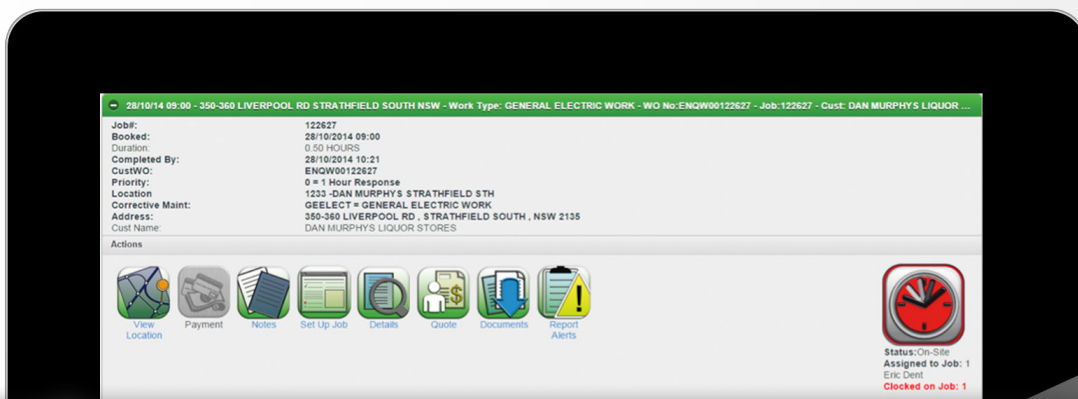 28/10/14 09:00 - 350-360 LIVERPOOL RD STRATHFIELD SOUTH NSW - Work Type: GENERAL ELECTRIC WORK - WO No:ENQW00122627 - Job:122627 - Cust: DAN MURPHYS LIQUOR ...
Job#: 122627
Booked: 28/10/2014 09:00
Duration: 0.50 HOURS
Completed By: 28/10/2014 10:21
CustWO: ENQW00122627
Priority: 0 = 1 Hour Response
Location 1233 -DAN MURPHYS STRATHFIELD STH
Corrective Maint: GEELECT = GENERAL ELECTRIC WORK
Address: 350-360 LIVERPOOL RD , STRATHFIELD SOUTH , NSW 2135
Cust Name: DAN MURPHYS LIQUOR STORES
Actions
View Location
Payment
Notes
Set Up Job
Details
Quote
Documents
Report Alerts
Status:On-Site
Assigned to Job: 1
Eric Dent
Clocked on Job: 1